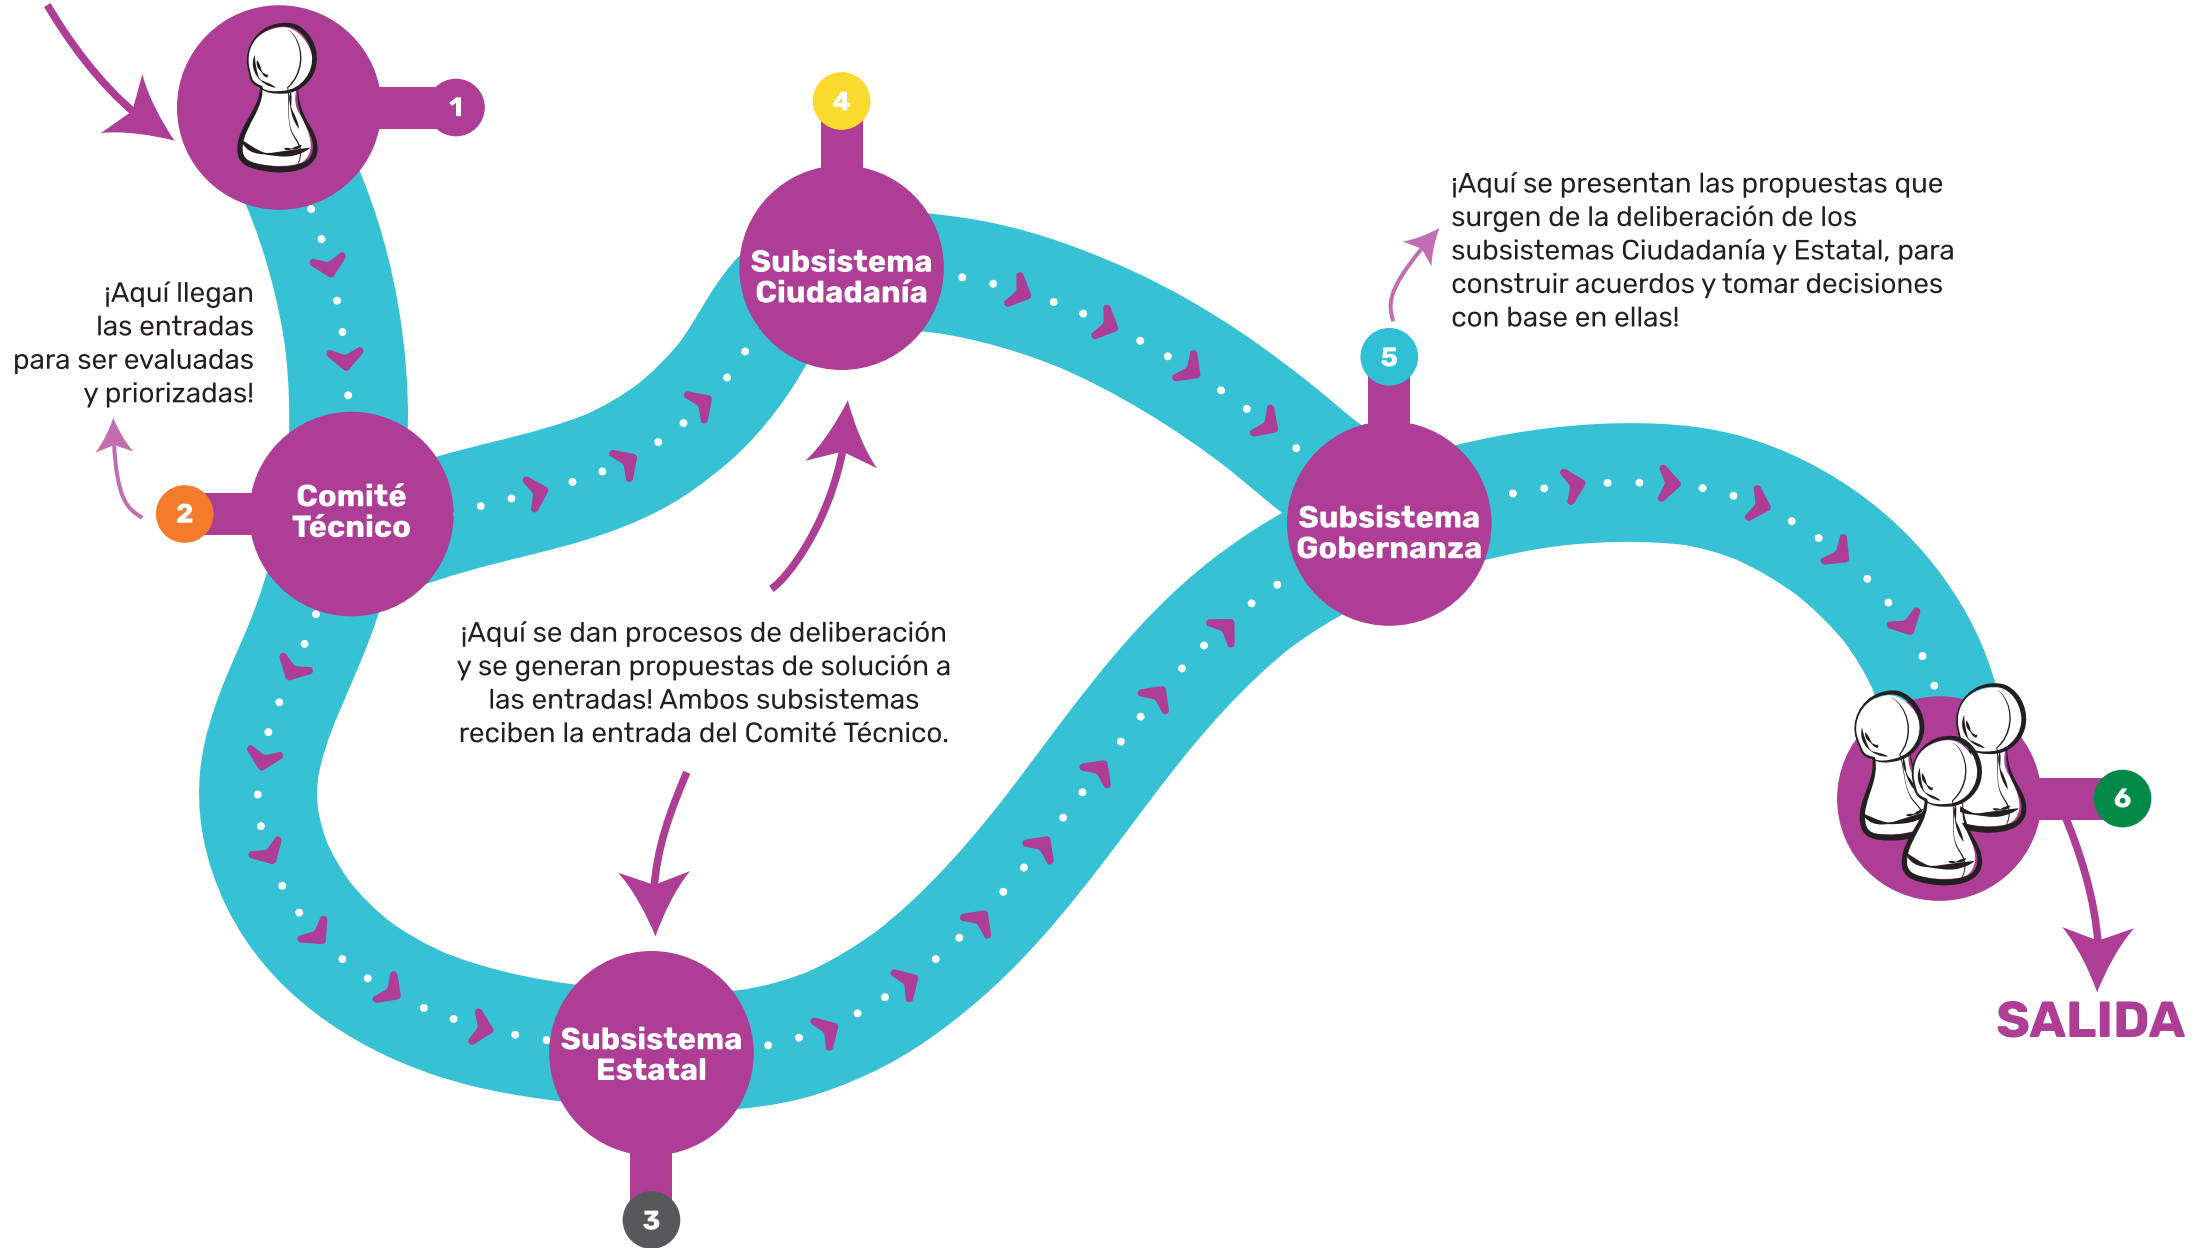 1
4
¡Aquí se presentan las propuestas que
surgen de la deliberación de los
subsistemas Ciudadanía y Estatal, para
construir acuerdos y tomar decisiones
con base en ellas!
Subsistema
Ciudadanía
¡Aquí llegan
las entradas
para ser evaluadas
y priorizadas!
5
2
Comité
Técnico
Subsistema
Gobernanza
¡Aquí se dan procesos de deliberación
y se generan propuestas de solución a
las entradas! Ambos subsistemas
reciben la entrada del Comité Técnico.
6
SALIDA
Subsistema
Estatal
3